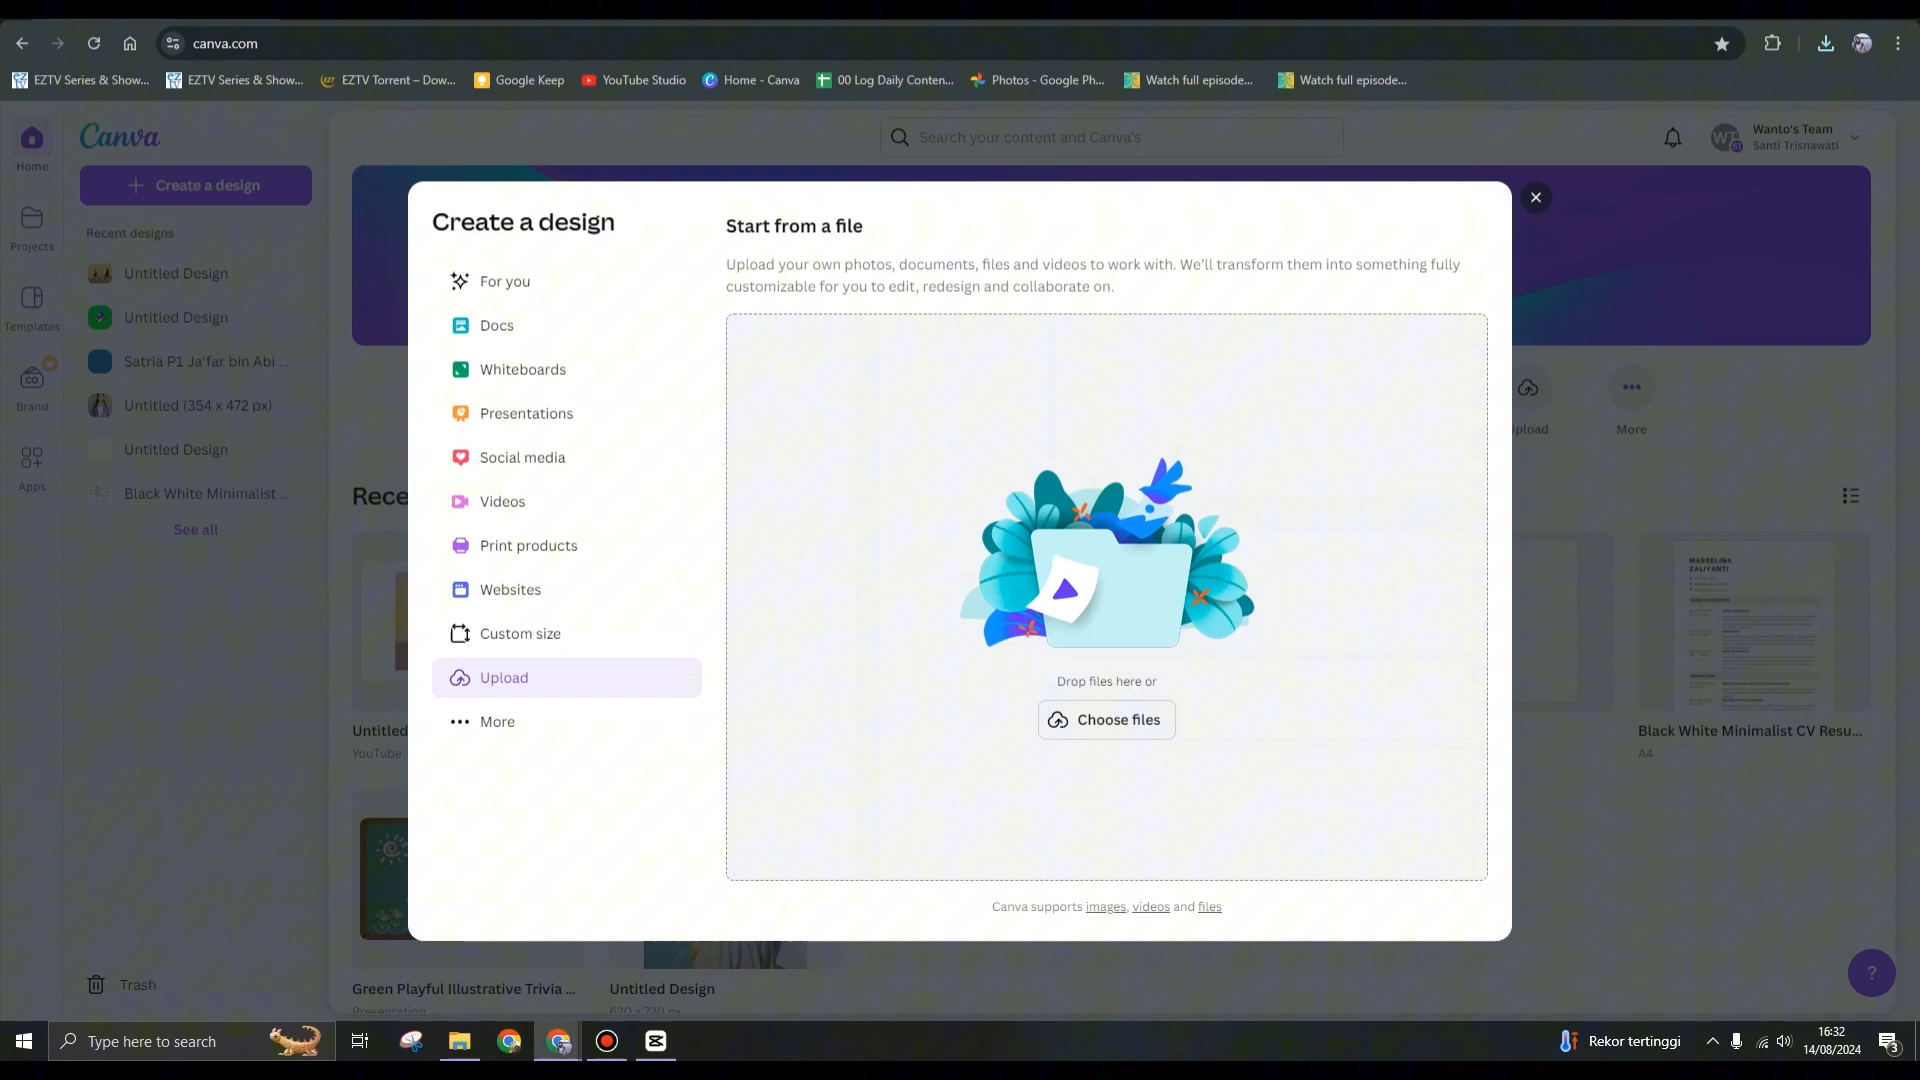 canva.com
EZTV Series & Show...
EZTV Series & Show...
EZTV Torrent – Dow...
Google Keep
YouTube Studio
Home - Canva
00 Log Daily Conten...
Photos - Google Ph...
Watch full episode...
Watch full episode...
Home
Projects
Templates
Brand
Apps
Canva
Create a design
Recent designs
Untitled Design
Untitled Design
Satria P1 Ja'far bin Abi ...
Untitled (354 x 472 px)
Untitled Design
Black White Minimalist ...
See all
Trash
Search your content and Canva's
WT
Wanto's Team
Santi Trisnawati
Create a design
For you
Docs
Whiteboards
Presentations
Social media
Videos
Print products
Websites
Custom size
Upload
More
Start from a file
Upload your own photos, documents, files and videos to work with. We'll transform them into something fully
customizable for you to edit, redesign and collaborate on.
Drop files here or
Choose files
Canva supports images, videos and files
pload
More
Rece
MARSELINA
ZALIYANTI
Untitled
YouTube
Black White Minimalist CV Resu...
A4
Green Playful Illustrative Trivia ...
Presentation
Untitled Design
620 x 720 px
?
Type here to search
Rekor tertinggi
16:32
14/08/2024
3